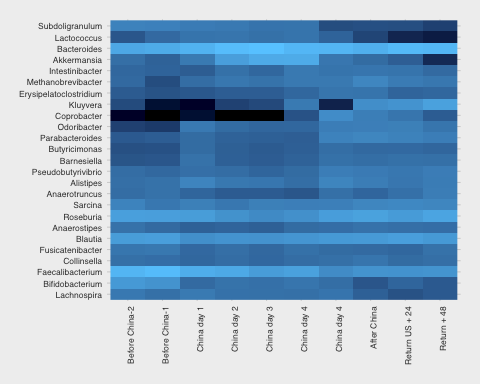 Subdoligranulum
Lactococcus
Bacteroides
Akkermansia
Intestinibacter
Methanobrevibacter
Erysipelatoclostridium
Kluyvera
Coprobacter
Odoribacter
Parabacteroides
Butyricimonas
Barnesiella
Pseudobutyrivibrio
Alistipes
Anaerotruncus
Sarcina
Roseburia
Anaerostipes
Blautia
Fusicatenibacter
Collinsella
Faecalibacterium
Bifidobacterium
Lachnospira
Before China-2
Before China-1
China day 1
China day 2
China day 3
China day 4
China day 4
After China
Return US + 24
Return + 48